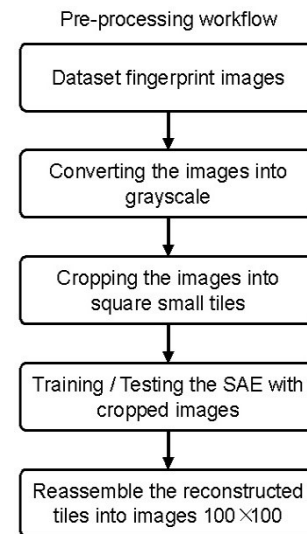 Pre-processing workflow
Dataset fingerprint images
Converting the images into
grayscale
Cropping the images into
square small tiles
Training / Testing the SAE with
cropped images
Reassemble the reconstructed
tiles into images 100×100